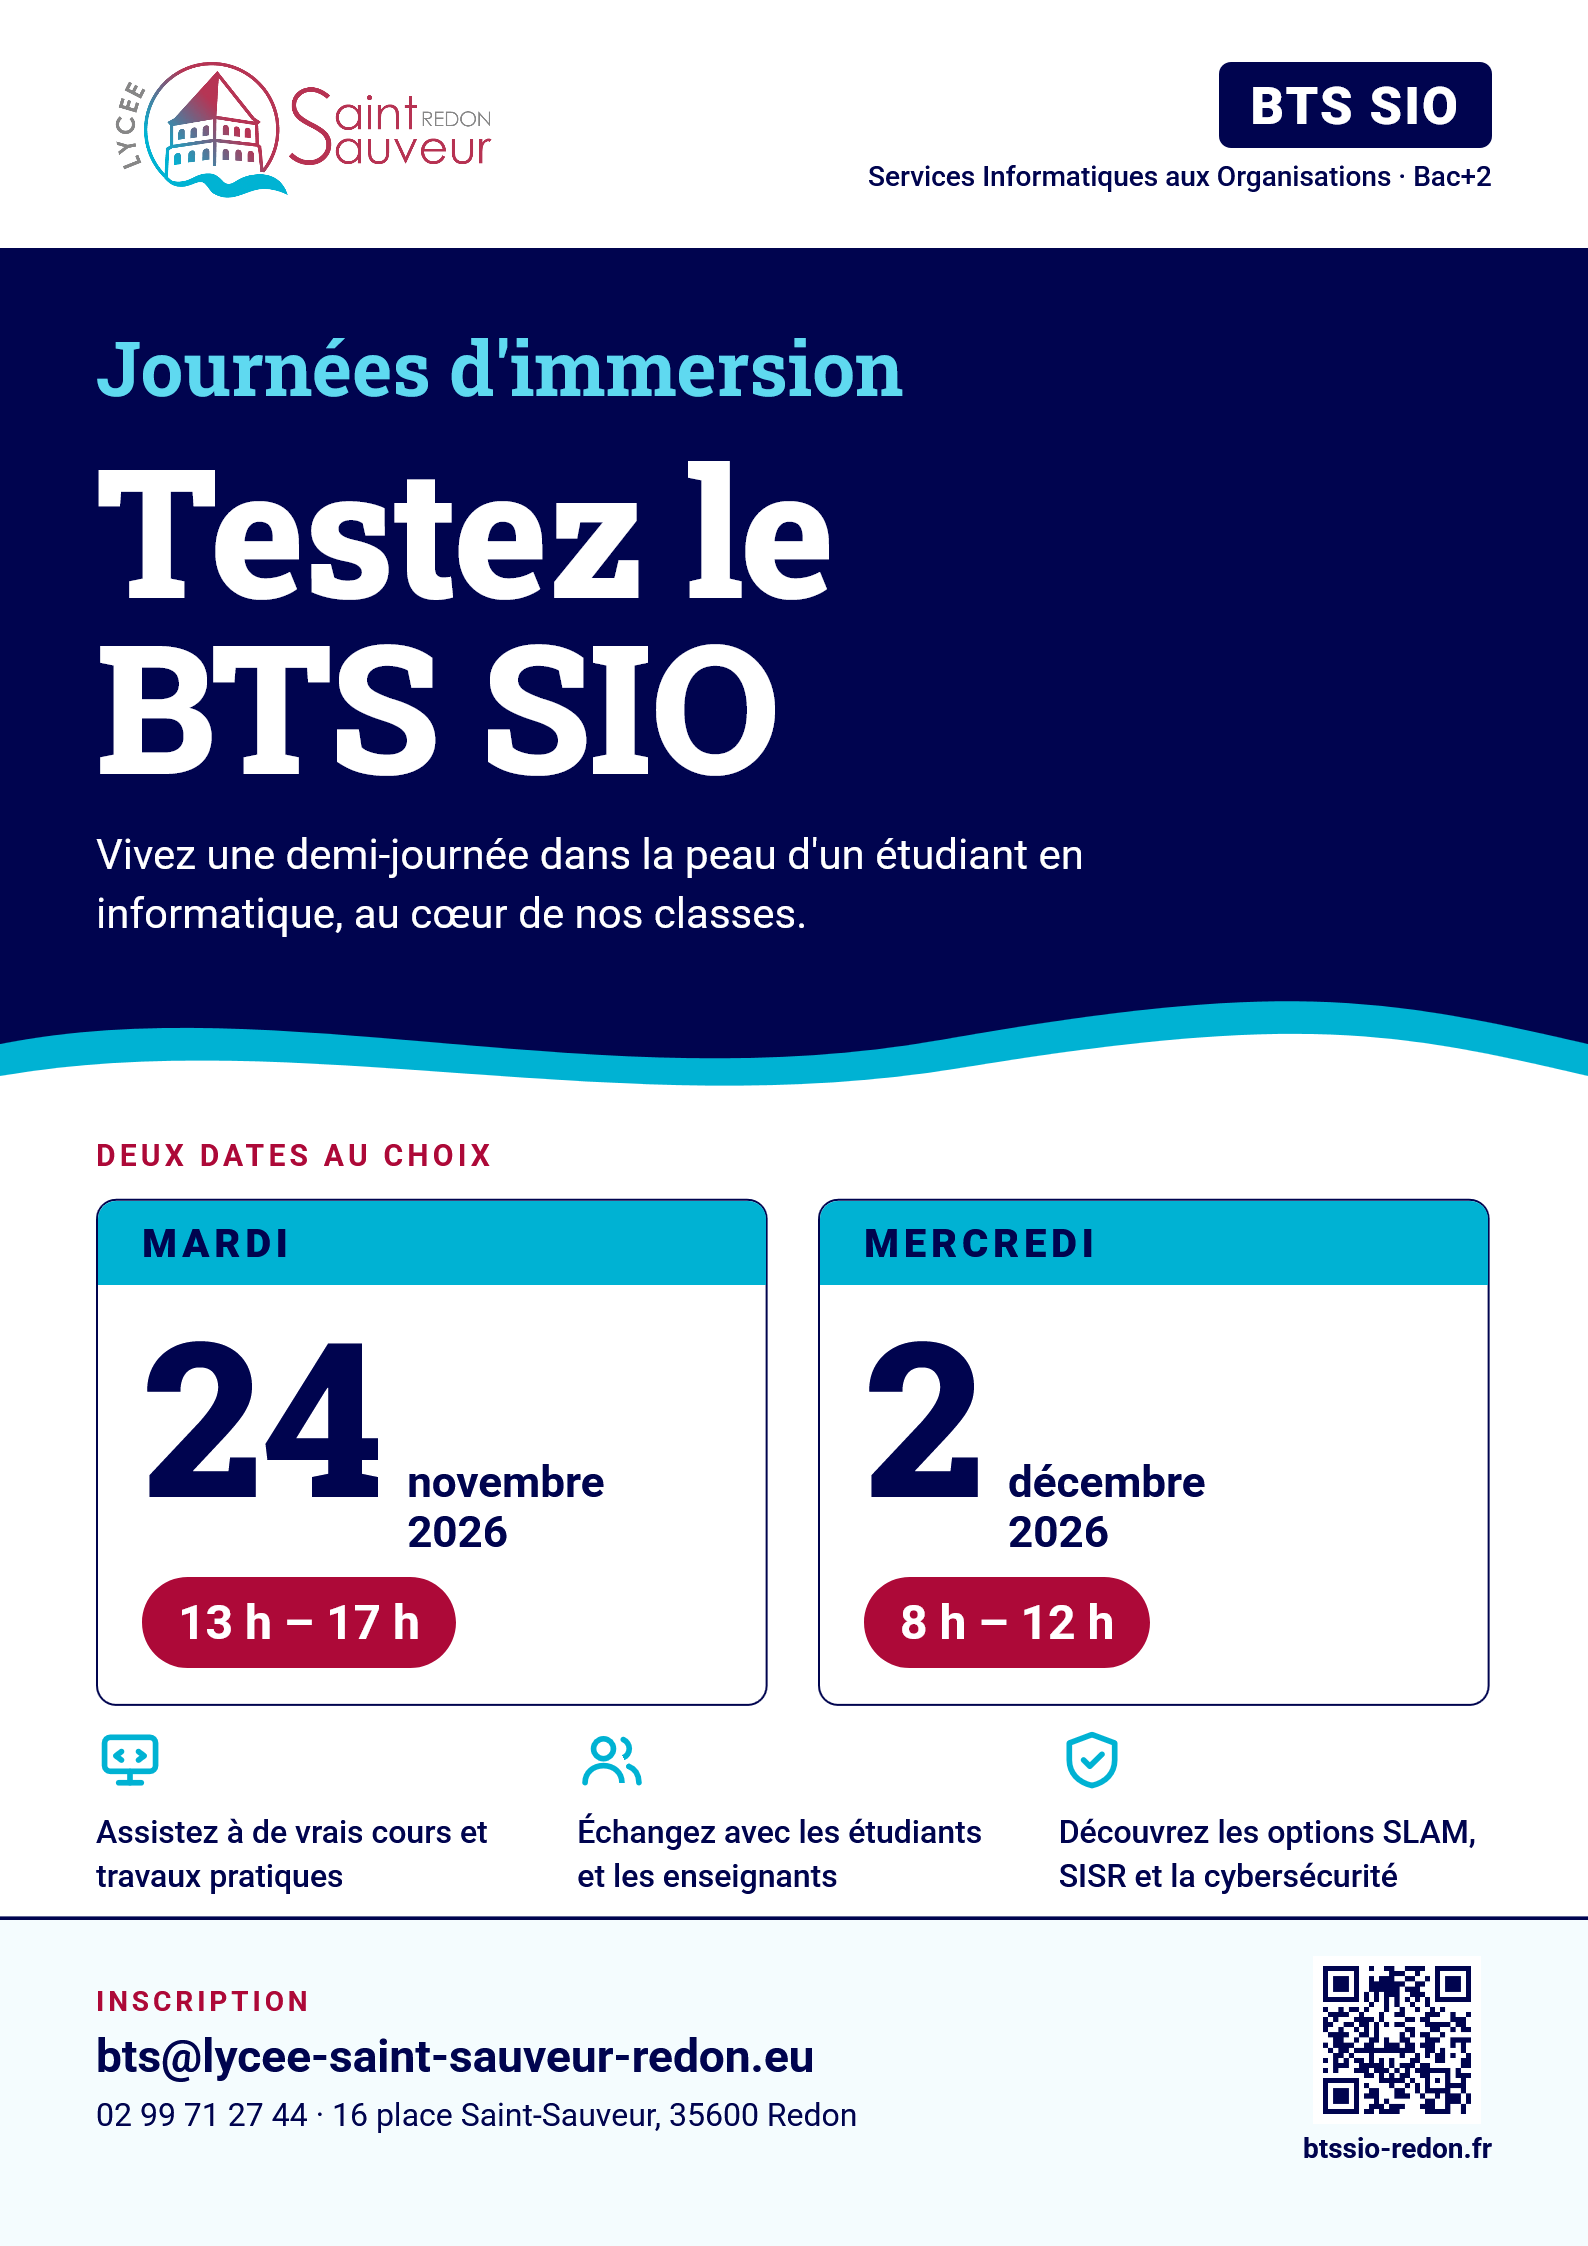 LYCEE
Saint REDON
Sauveur
BTS SIO
Services Informatiques aux Organisations · Bac+2
Journées d'immersion
Testez le
BTS SIO
Vivez une demi-journée dans la peau d'un étudiant en
informatique, au cœur de nos classes.
DEUX DATES AU CHOIX
MARDI
24 novembre
2026
13 h – 17 h
MERCREDI
2 décembre
2026
8 h – 12 h
Assistez à de vrais cours et
travaux pratiques
Échangez avec les étudiants
et les enseignants
Découvrez les options SLAM,
SISR et la cybersécurité
INSCRIPTION
bts@lycee-saint-sauveur-redon.eu
02 99 71 27 44 · 16 place Saint-Sauveur, 35600 Redon
btssio-redon.fr